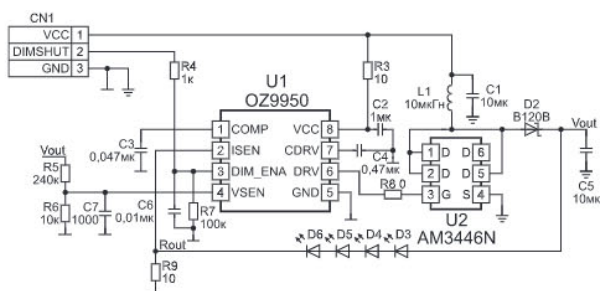 CN1
VCC 1
DIMSHUT 2
GND 3
R4
1к
R3
10
U1
OZ9950
L1
10мкГн
C1
10мк
C2
1мк
D2
B120B
Vout
C3
0,047мк
1 COMP VCC 8
2 ISEN CDRV 7
3 DIM_ENA DRV 6
4 VSEN GND 5
C4
0,47мк
1 D D 6
2 D D 5
3 G S 4
R8 0
U2
AM3446N
C5
10мк
Vout
R5
240к
R6
10к
C7
1000
C6
0,01мк
R7
100к
Rout
R9
10
D6 D5 D4 D3